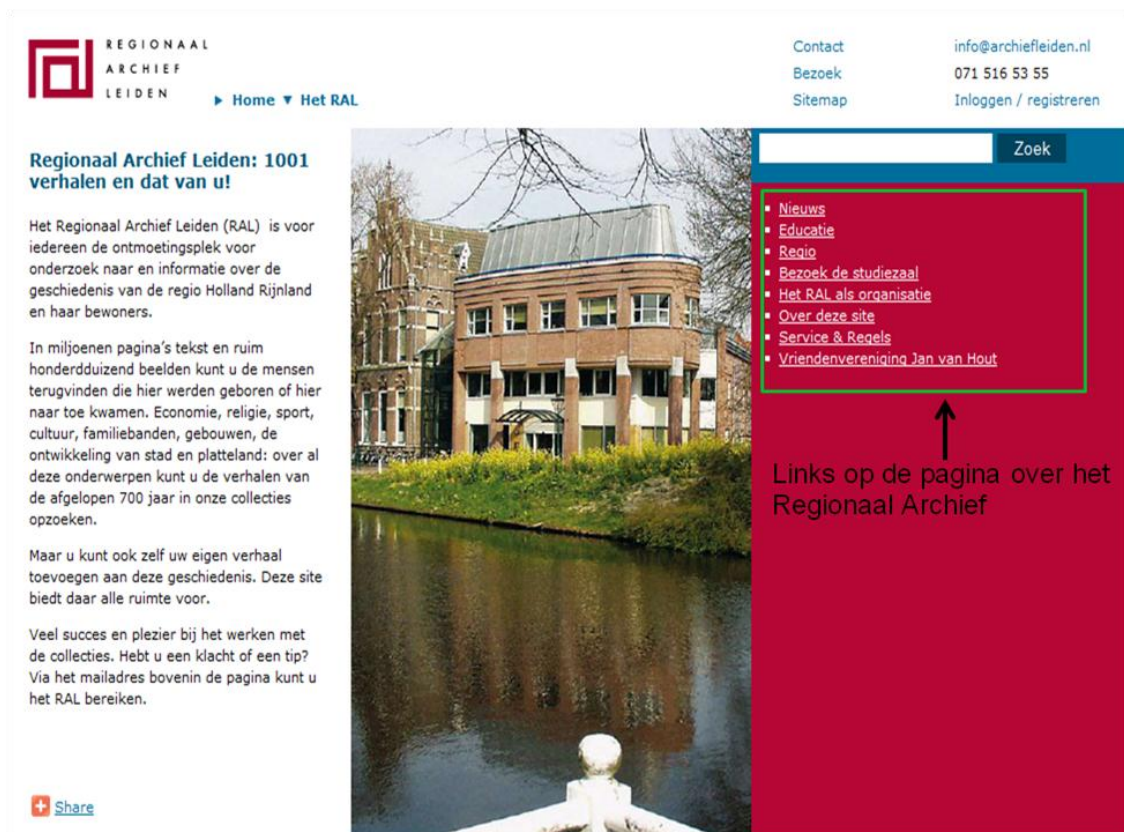 REGIONAAL
ARCHIEF
LEIDEN
Home Het RAL
Contact
Bezoek
Sitemap
info@archiefleiden.nl
071 516 53 55
Inloggen / registreren
Regionaal Archief Leiden: 1001
verhalen en dat van u!
Het Regionaal Archief Leiden (RAL) is voor
iedereen de ontmoetingsplek voor
onderzoek naar en informatie over de
geschiedenis van de regio Holland Rijnland
en haar bewoners.
In miljoenen pagina's tekst en ruim
honderdduizend beelden kunt u de mensen
terugvinden die hier werden geboren of hier
naar toe kwamen. Economie, religie, sport,
cultuur, familiebanden, gebouwen, de
ontwikkeling van stad en platteland: over al
deze onderwerpen kunt u de verhalen van
de afgelopen 700 jaar in onze collecties
opzoeken.
Maar u kunt ook zelf uw eigen verhaal
toevoegen aan deze geschiedenis. Deze site
biedt daar alle ruimte voor.
Veel succes en plezier bij het werken met
de collecties. Hebt u een klacht of een tip?
Via het mailadres bovenin de pagina kunt u
het RAL bereiken.
Share
Zoek
Nieuws
Educatie
Regio
Bezoek de studiezaal
Het RAL als organisatie
Over deze site
Service & Regels
Vriendenvereniging Jan van Hout
Links op de pagina over het
Regionaal Archief